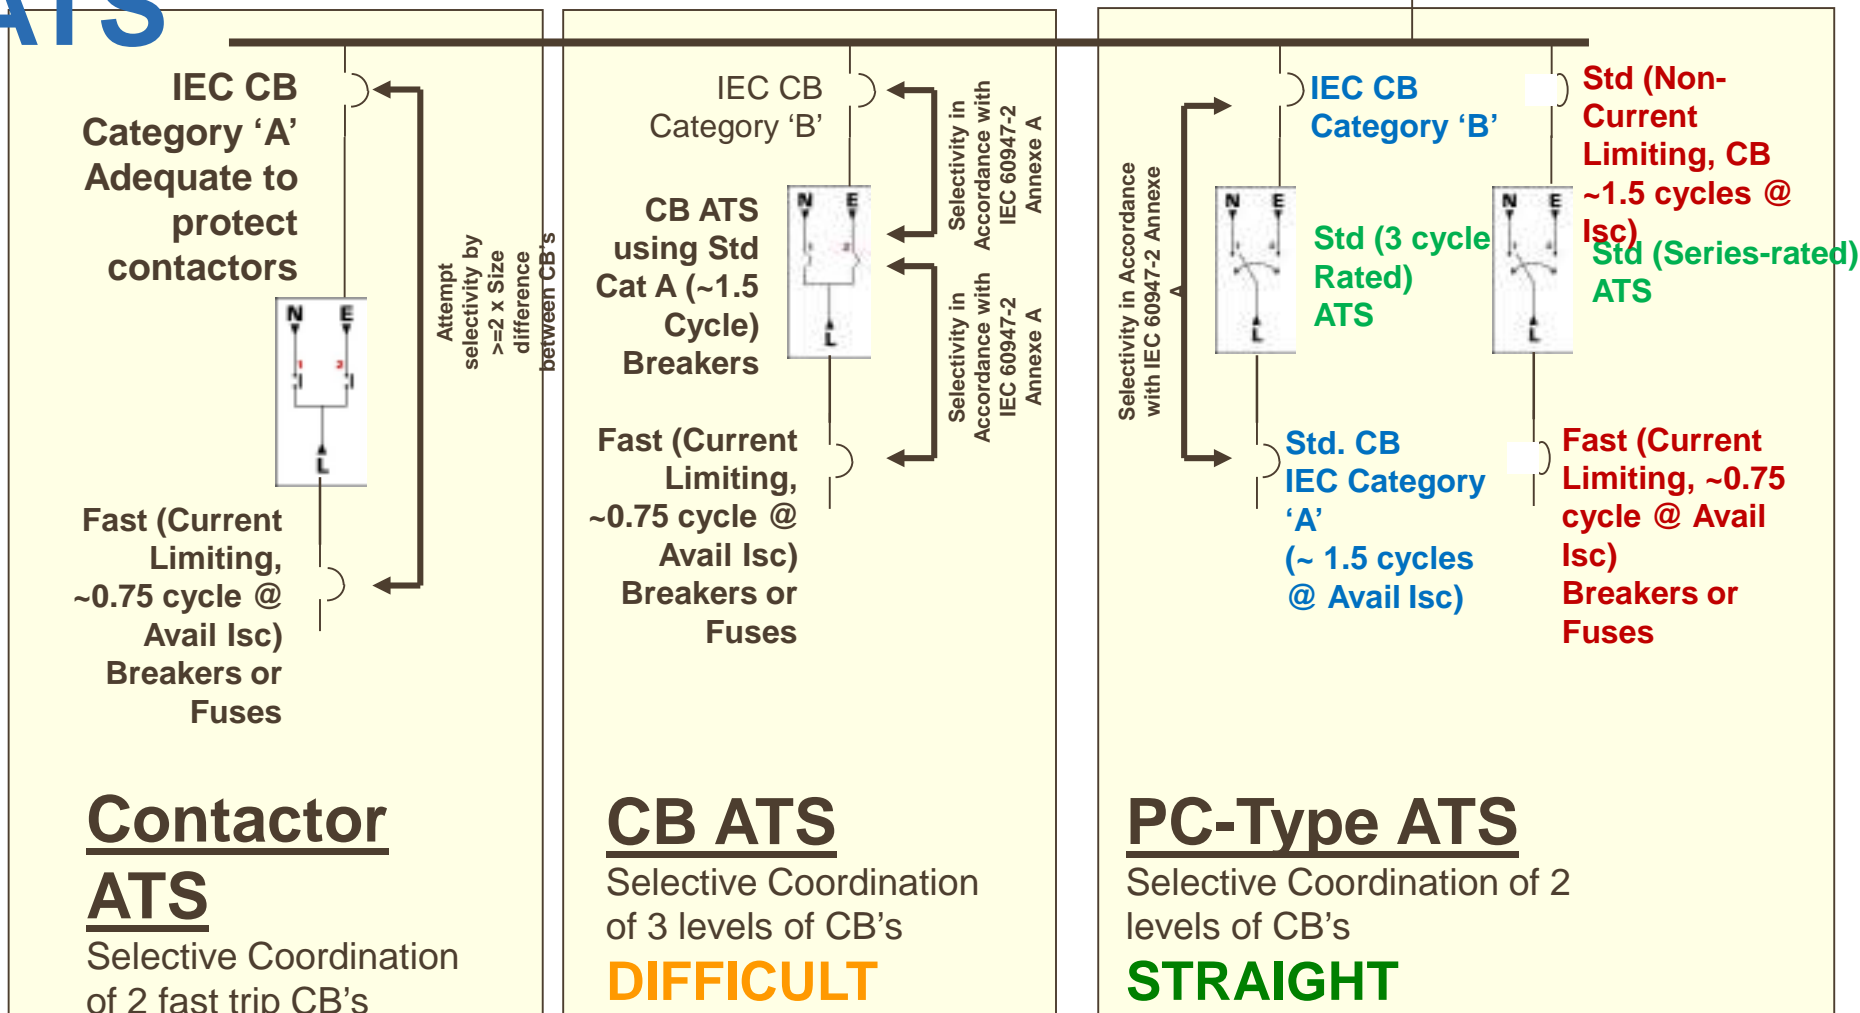 ATS
IEC CB
Category ‘A’
Adequate to
protect
contactors
N E
1 2
L
Attempt
selectivity by
>=2 x Size
difference
between CB's
Fast (Current
Limiting,
~0.75 cycle @
Avail Isc)
Breakers or
Fuses
Contactor
ATS
Selective Coordination
of 2 fast trip CB's
IEC CB
Category ‘B’
CB ATS
using Std
Cat A (~1.5
Cycle)
Breakers
N E
1 2
L
Selectivity in
Accordance with
IEC 60947-2
Annexe A
Selectivity in
Accordance with
IEC 60947-2
Annexe A
Fast (Current
Limiting,
~0.75 cycle @
Avail Isc)
Breakers or
Fuses
CB ATS
Selective Coordination
of 3 levels of CB's
DIFFICULT
Selectivity in Accordance
with IEC 60947-2 Annexe
A
IEC CB
Category ‘B’
N E
L
Std (3 cycle
Rated)
ATS
Std. CB
IEC Category
‘A’
(~ 1.5 cycles
@ Avail Isc)
Std (Non-
Current
Limiting, CB
~1.5 cycles @
Isc)
N E
L
Std (Series-rated)
ATS
Fast (Current
Limiting, ~0.75
cycle @ Avail
Isc)
Breakers or
Fuses
PC-Type ATS
Selective Coordination of 2
levels of CB's
STRAIGHT